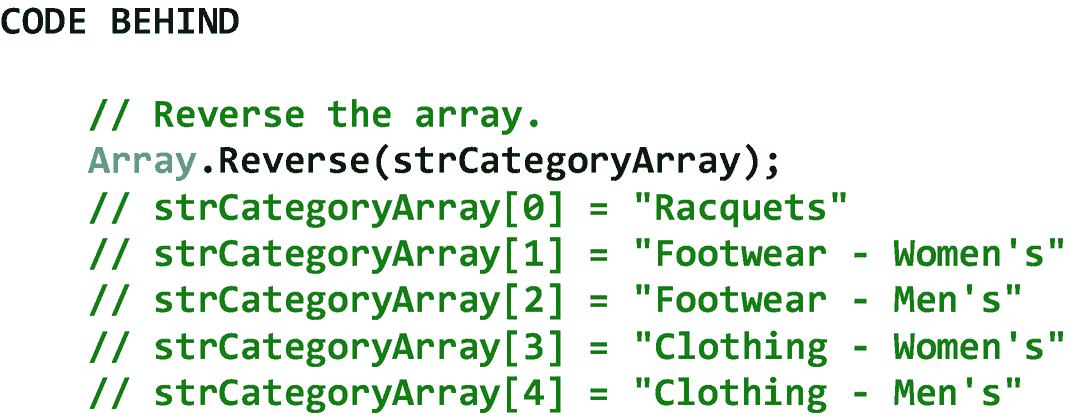 CODE BEHIND
// Reverse the array.
Array.Reverse(strCategoryArray);
// strCategoryArray[0] = "Racquets"
// strCategoryArray[1] = "Footwear - Women's"
// strCategoryArray[2] = "Footwear - Men's"
// strCategoryArray[3] = "Clothing - Women's"
// strCategoryArray[4] = "Clothing - Men's"